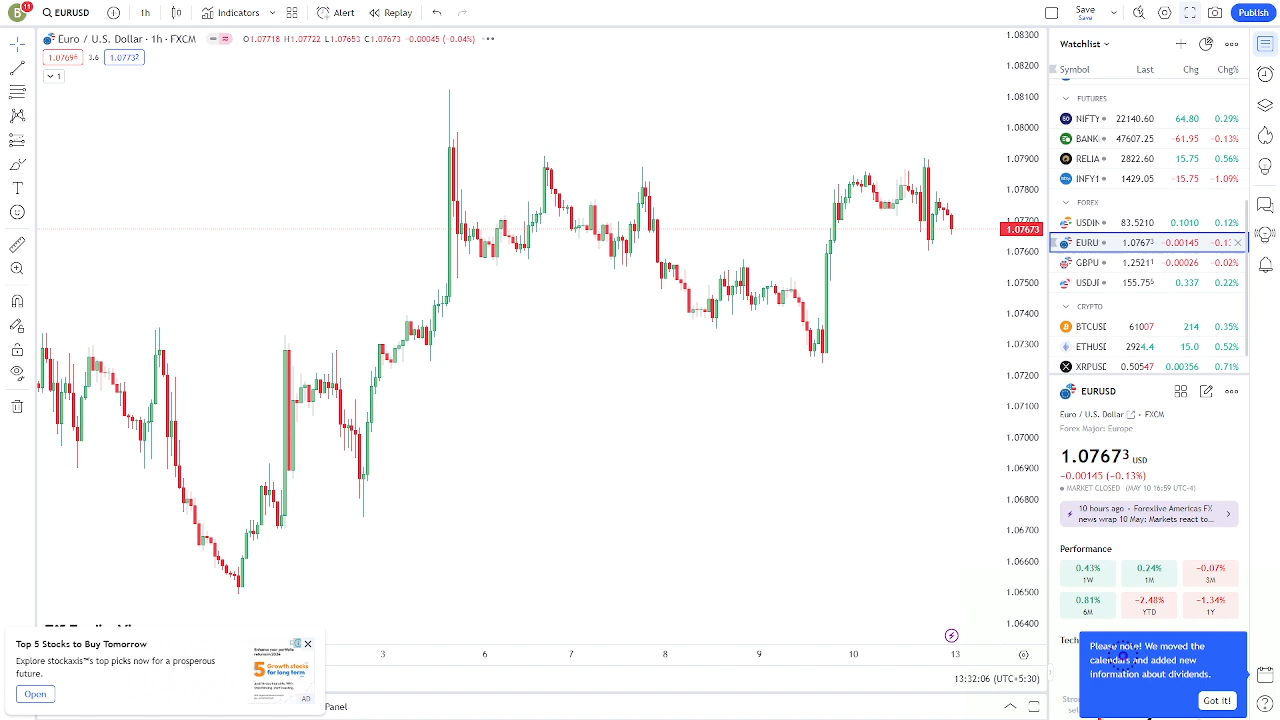 B
11
EURUSD
1h
Indicators
Alert
Replay
Save
Save
Publish
Euro / U.S. Dollar · 1h · FXCM
O1.07718 H1.07722 L1.07653 C1.07673 −0.00045 (−0.04%)
1.07694
3.6
1.07732
1
1.08300
1.08200
1.08100
1.08000
1.07900
1.07800
1.07700
1.07673
1.07600
1.07500
1.07400
1.07300
1.07200
1.07100
1.07000
1.06900
1.06800
1.06700
1.06600
1.06500
1.06400
3 6 7 8 9 10 13
13:22:06 (UTC+5:30)
Panel
Top 5 Stocks to Buy Tomorrow
Explore stockaxis™s top picks now for a prosperous
future.
Open
5 Growth stocks
for long term
AD
Watchlist
Symbol Last Chg Chg%
FUTURES
NIFTY 22140.60 64.80 0.29%
BANK 47607.25 −61.95 −0.13%
RELIA 2822.60 15.75 0.56%
INFY1 1429.05 −15.75 −1.09%
FOREX
USDIN 83.5210 0.1010 0.12%
EURU 1.07673 −0.00145 −0.13
GBPU 1.25211 −0.00026 −0.02%
USDJI 155.755 0.337 0.22%
CRYPTO
BTCUSE 61007 214 0.35%
ETHUSE 2924.4 15.0 0.52%
XRPUSE 0.50547 0.00356 0.71%
EURUSD
Euro / U.S. Dollar · FXCM
Forex Major: Europe
1.07673 USD
−0.00145 (−0.13%)
MARKET CLOSED (MAY 10 16:59 UTC-4)
10 hours ago · Forexlive Americas FX
news wrap 10 May: Markets react to...
Performance
0.43% 0.24% −0.07%
1W 1M 3M
0.81% −2.48% −1.34%
6M YTD 1Y
Tech
Please note! We moved the
calendars and added new
information about dividends.
Got it!